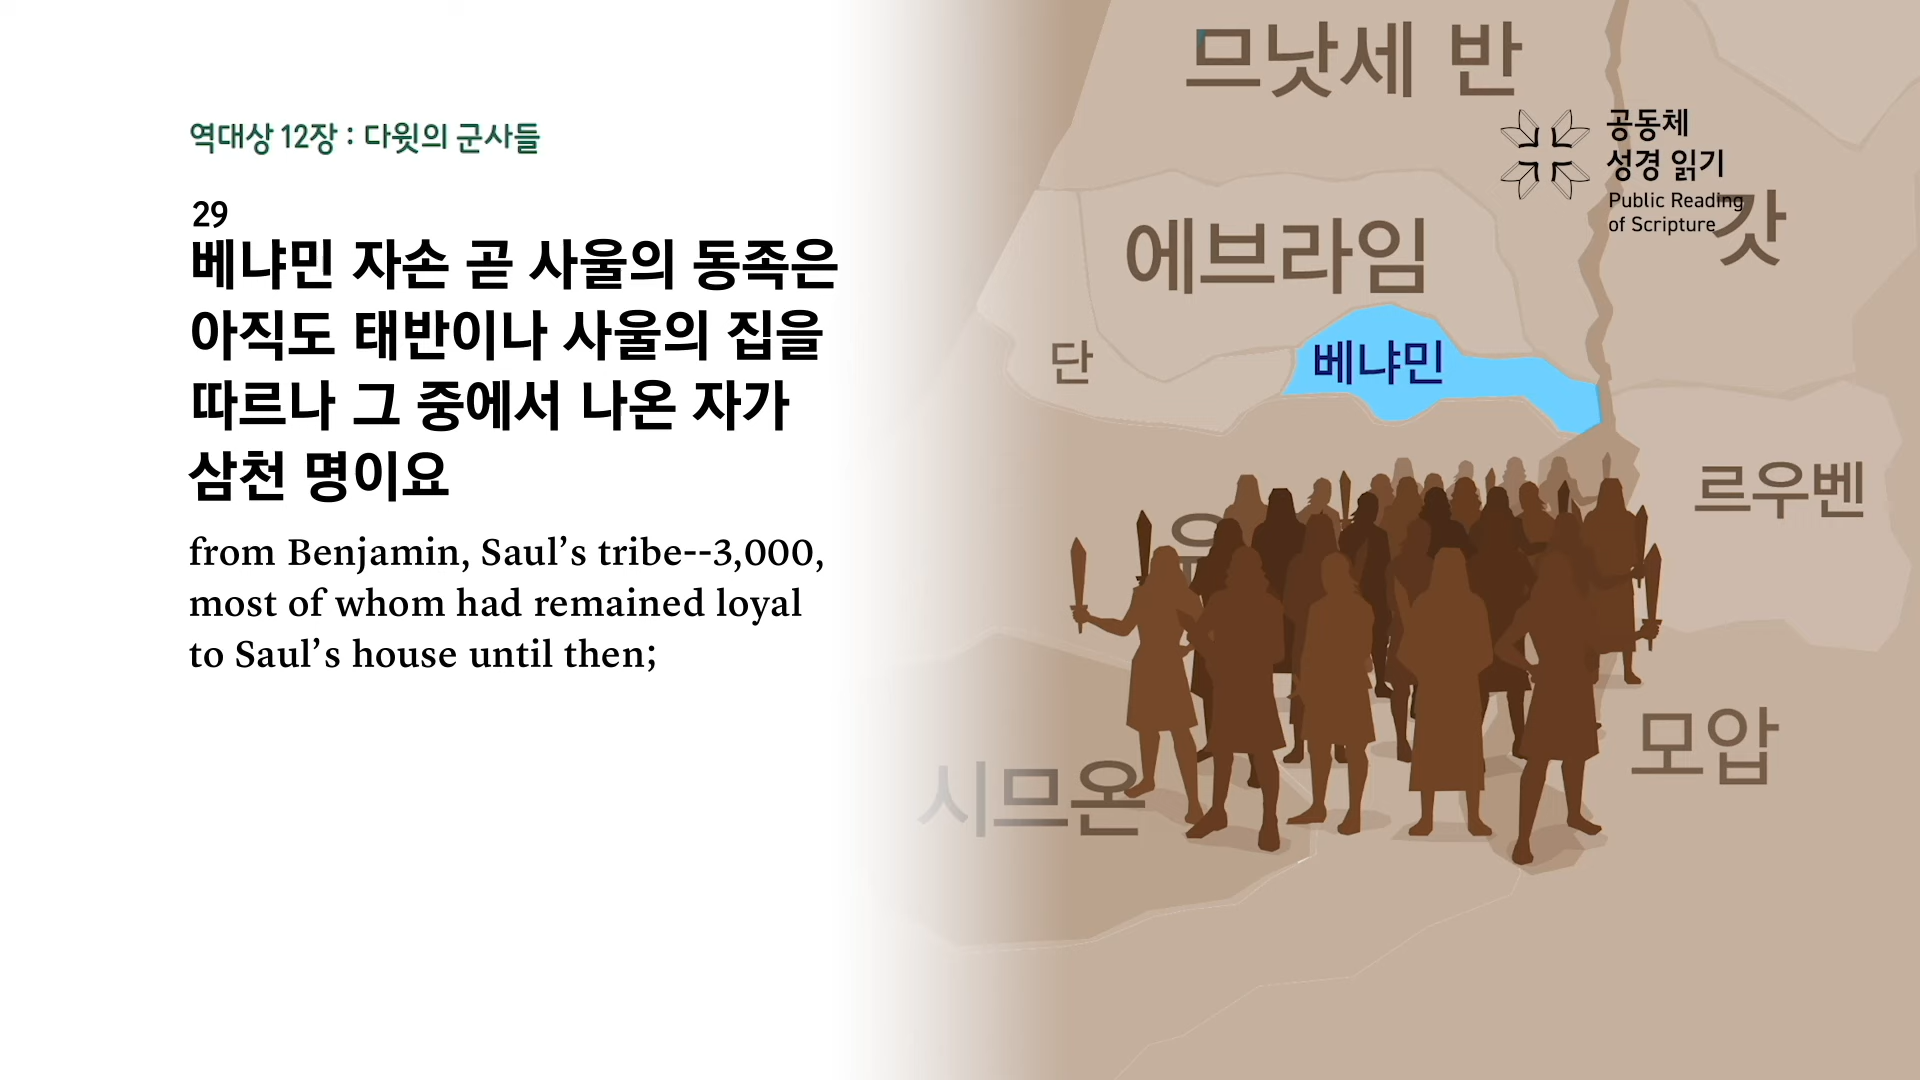 역대상 12장 : 다윗의 군사들
29
베냐민 자손 곧 사울의 동족은
아직도 태반이나 사울의 집을
따르나 그 중에서 나온 자가
삼천 명이요
from Benjamin, Saul’s tribe--3,000,
most of whom had remained loyal
to Saul’s house until then;
므낫세 반
공동체
성경 읽기
Public Reading
of Scripture
갓
에브라임
단
베냐민
르우벤
모압
시므온